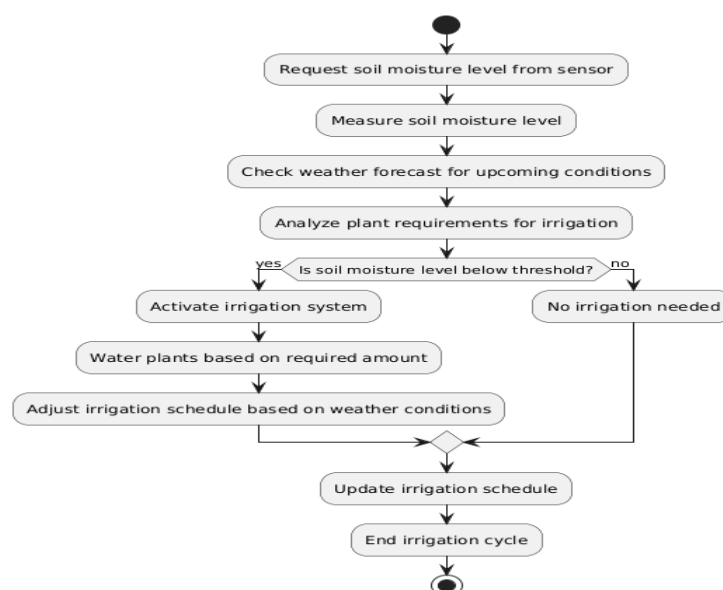 Request soil moisture level from sensor
Measure soil moisture level
Check weather forecast for upcoming conditions
Analyze plant requirements for irrigation
yes
Is soil moisture level below threshold?
no
Activate irrigation system
No irrigation needed
Water plants based on required amount
Adjust irrigation schedule based on weather conditions
Update irrigation schedule
End irrigation cycle